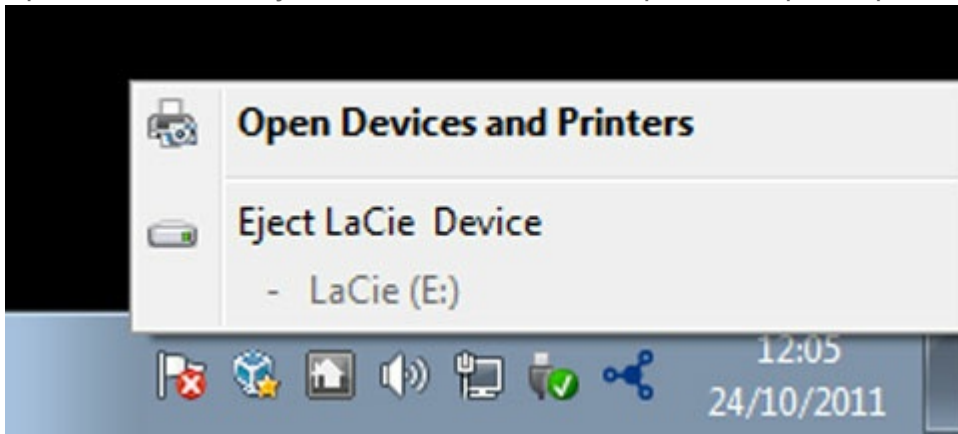 Open Devices and Printers
Eject LaCie  Device
- LaCie (E:)
12:05
24/10/2011